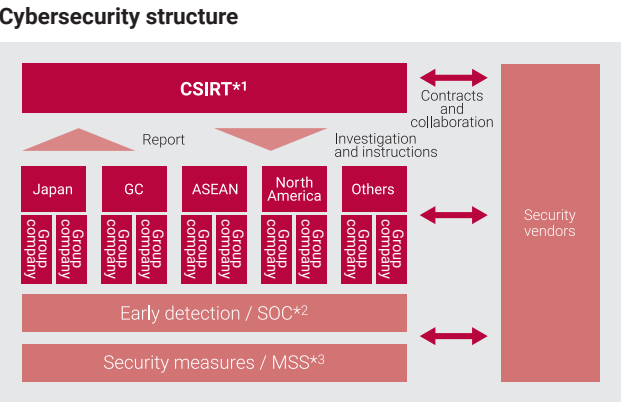 Cybersecurity structure
CSIRT*1
Contracts
and
collaboration
Report
Investigation
and instructions
Japan
GC
ASEAN
North
America
Others
Security
vendors
Group
company
Group
company
Group
company
Group
company
Group
company
Group
company
Group
company
Group
company
Group
company
Group
company
Early detection / SOC*2
Security measures / MSS*3